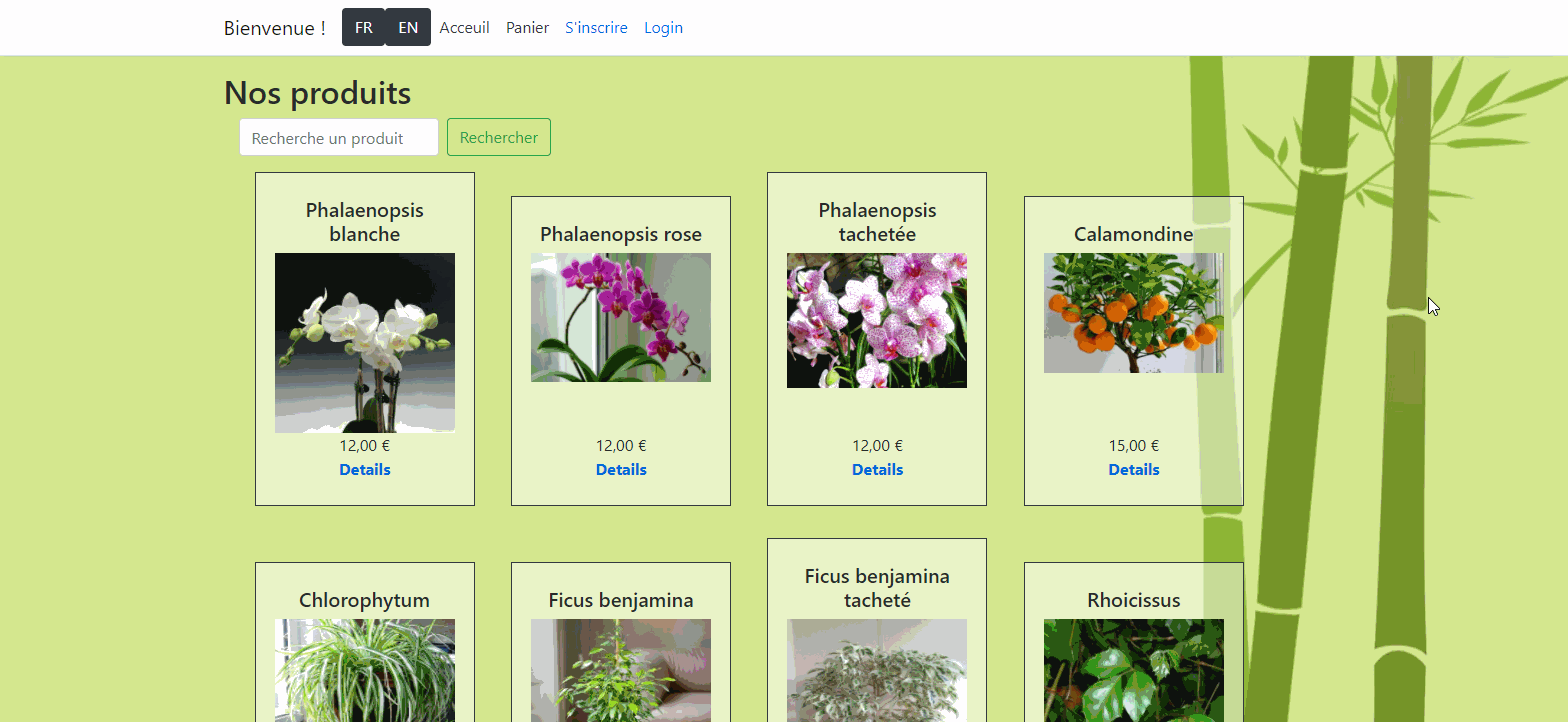 Bienvenue ! FR EN Acceuil Panier S'inscrire Login
Nos produits
Recherche un produit Rechercher
Phalaenopsis
blanche
12,00 €
Details
Phalaenopsis rose
12,00 €
Details
Phalaenopsis
tachetée
12,00 €
Details
Calamondine
15,00 €
Details
Chlorophytum
Ficus benjamina
Ficus benjamina
tacheté
Rhoicissus